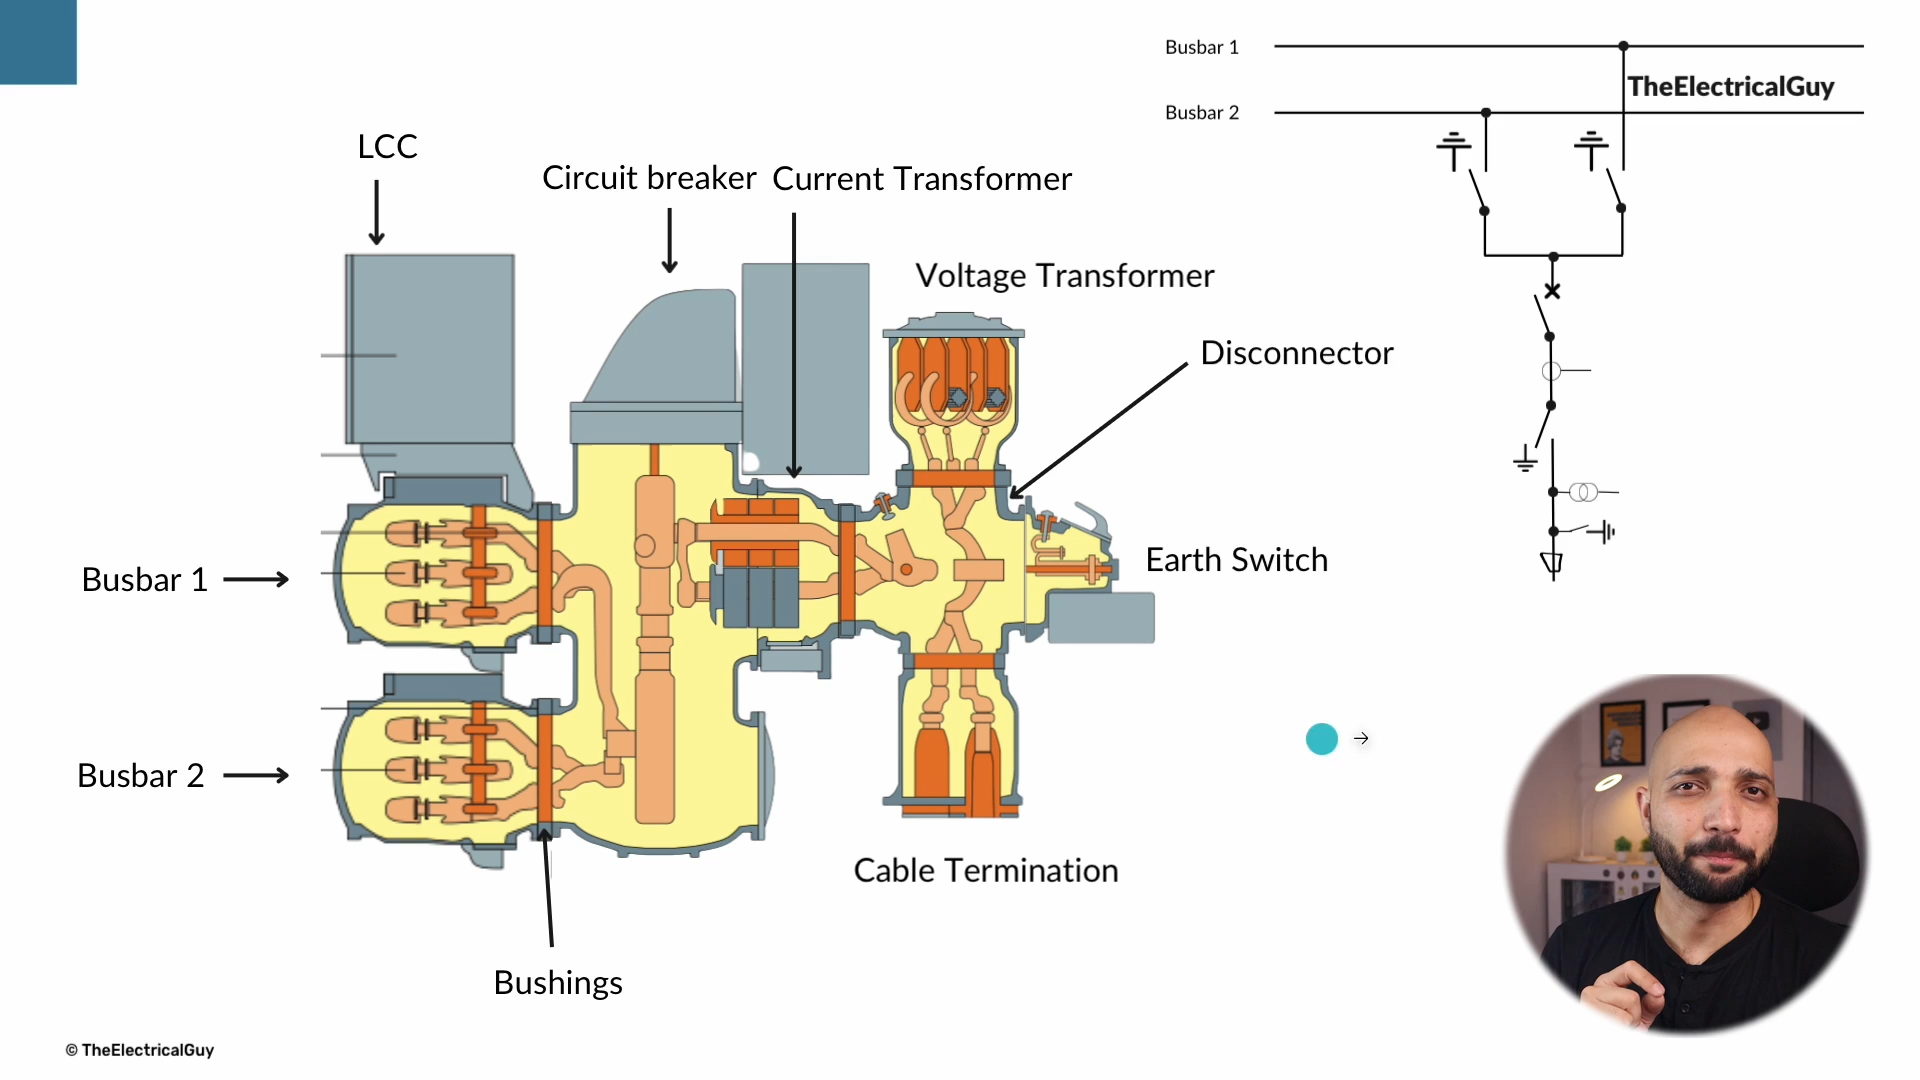 Busbar 1
TheElectricalGuy
Busbar 2
LCC
Circuit breaker
Current Transformer
Voltage Transformer
Disconnector
Busbar 1
Earth Switch
Busbar 2
Cable Termination
Bushings
© TheElectricalGuy